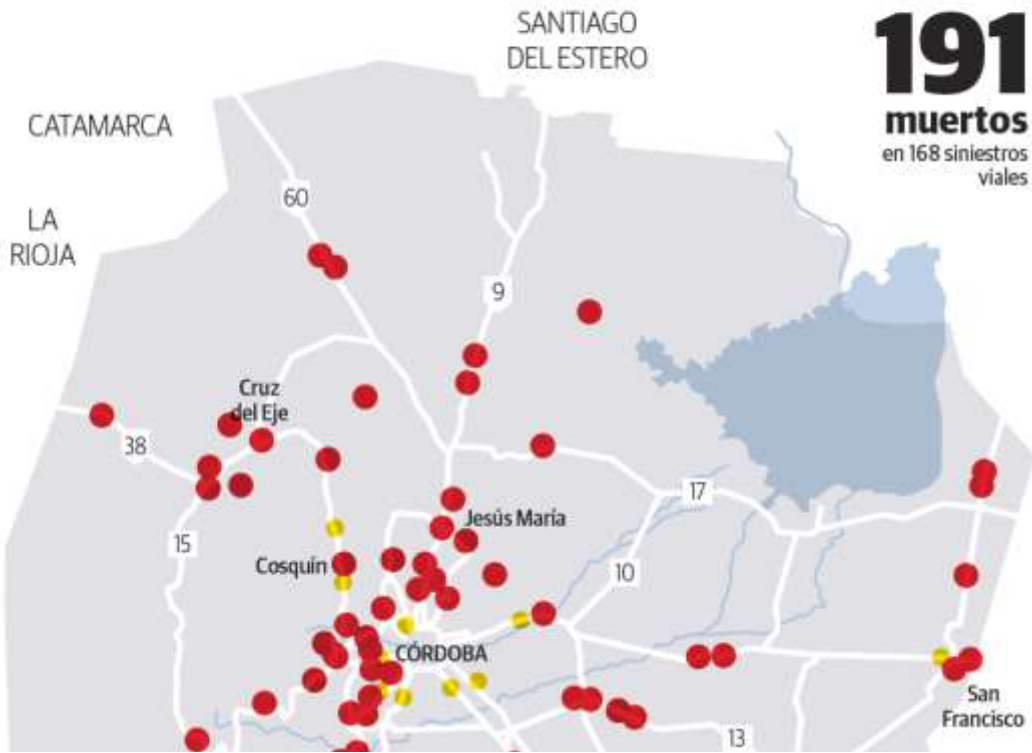 SANTIAGO
DEL ESTERO
191
muertos
en 168 siniestros
viales
CATAMARCA
LA
RIOJA
60
9
Cruz
del Eje
38
17
Jesús María
15
Cosquín
10
CÓRDOBA
San
Francisco
13